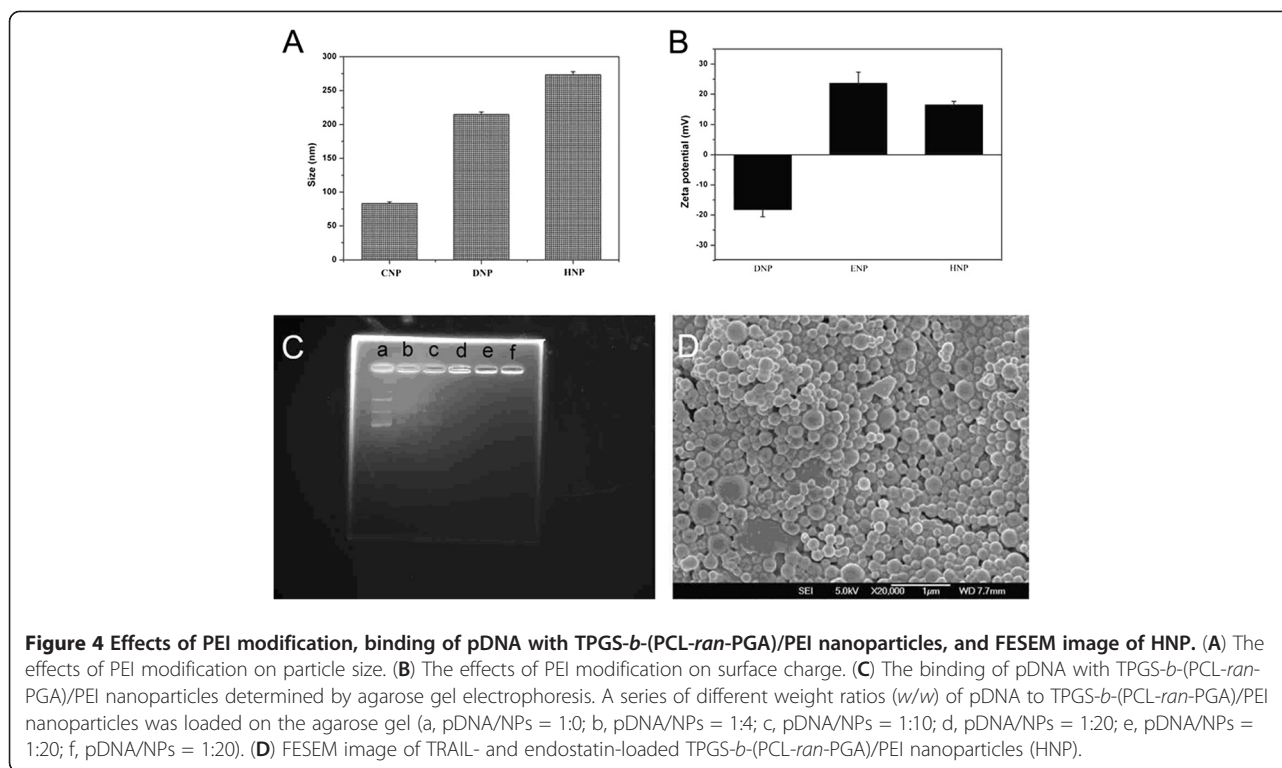 A
300
250
200
150
100
50
0
Size (nm)
CNP DNP HNP
B
30
20
10
0
-10
-20
-30
Zeta potential (mV)
DNP ENP HNP
C
a b c d e f
D
SEI 5.0kV X20,000 1μm WD 7.7mm
Figure 4 Effects of PEI modification, binding of pDNA with TPGS-b-(PCL-ran-PGA)/PEI nanoparticles, and FESEM image of HNP. (A) The
effects of PEI modification on particle size. (B) The effects of PEI modification on surface charge. (C) The binding of pDNA with TPGS-b-(PCL-ran-
PGA)/PEI nanoparticles determined by agarose gel electrophoresis. A series of different weight ratios (w/w) of pDNA to TPGS-b-(PCL-ran-PGA)/PEI
nanoparticles was loaded on the agarose gel (a, pDNA/NPs = 1:0; b, pDNA/NPs = 1:4; c, pDNA/NPs = 1:10; d, pDNA/NPs = 1:20; e, pDNA/NPs =
1:20; f, pDNA/NPs = 1:20). (D) FESEM image of TRAIL- and endostatin-loaded TPGS-b-(PCL-ran-PGA)/PEI nanoparticles (HNP).